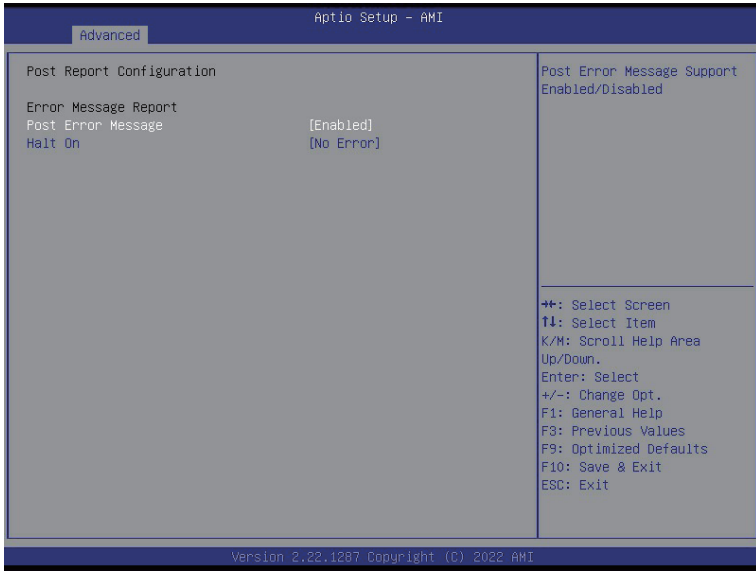 Aptio Setup – AMI
Advanced
Post Report Configuration
Error Message Report
Post Error Message [Enabled]
Halt On [No Error]
Post Error Message Support
Enabled/Disabled
→←: Select Screen
↑↓: Select Item
K/M: Scroll Help Area
Up/Down.
Enter: Select
+/-: Change Opt.
F1: General Help
F3: Previous Values
F9: Optimized Defaults
F10: Save & Exit
ESC: Exit
Version 2.22.1287 Copyright (C) 2022 AMI